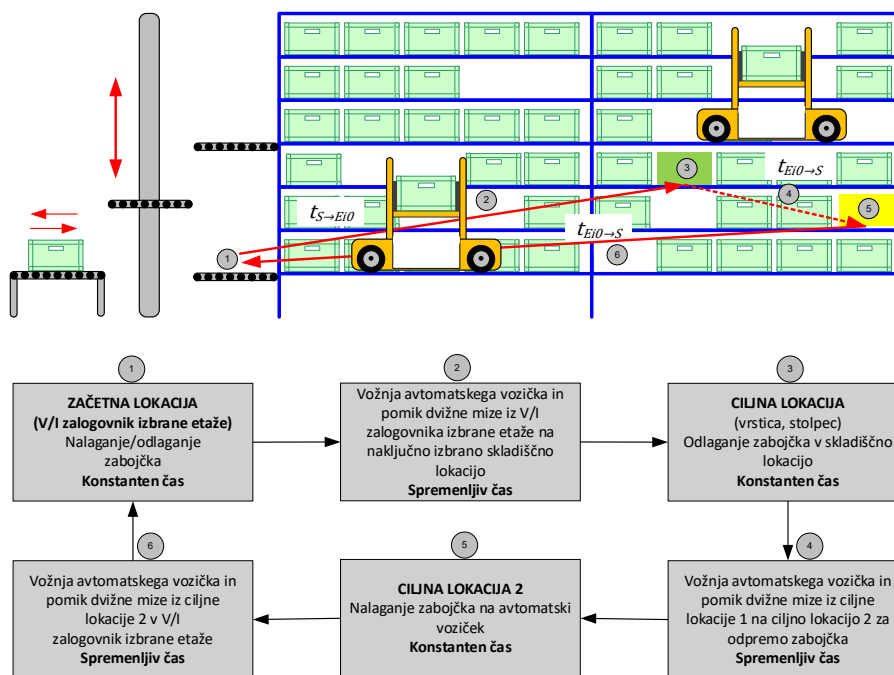 3
t_{Ei0→S}
4
2
t_{S→Ei0}
5
t_{Ei0→S}
1
6
1
ZAČETNA LOKACIJA
(V/I zalogovnik izbrane etaže)
Nalaganje/odlaganje
zabojčka
Konstanten čas
2
Vožnja avtomatskega vozička in
pomik dvižne mize iz V/I
zalogovnika izbrane etaže na
naključno izbrano skladiščno
lokacijo
Spremenljiv čas
3
CILJNA LOKACIJA
(vrstica, stolpec)
Odlaganje zabojčka v skladiščno
lokacijo
Konstanten čas
6
Vožnja avtomatskega vozička in
pomik dvižne mize iz ciljne
lokacije 2 v V/I
zalogovnik izbrane etaže
Spremenljiv čas
5
CILJNA LOKACIJA 2
Nalaganje zabojčka na avtomatski
voziček
Konstanten čas
4
Vožnja avtomatskega vozička in
pomik dvižne mize iz ciljne
lokacije 1 na ciljno lokacijo 2 za
odpremo zabojčka
Spremenljiv čas